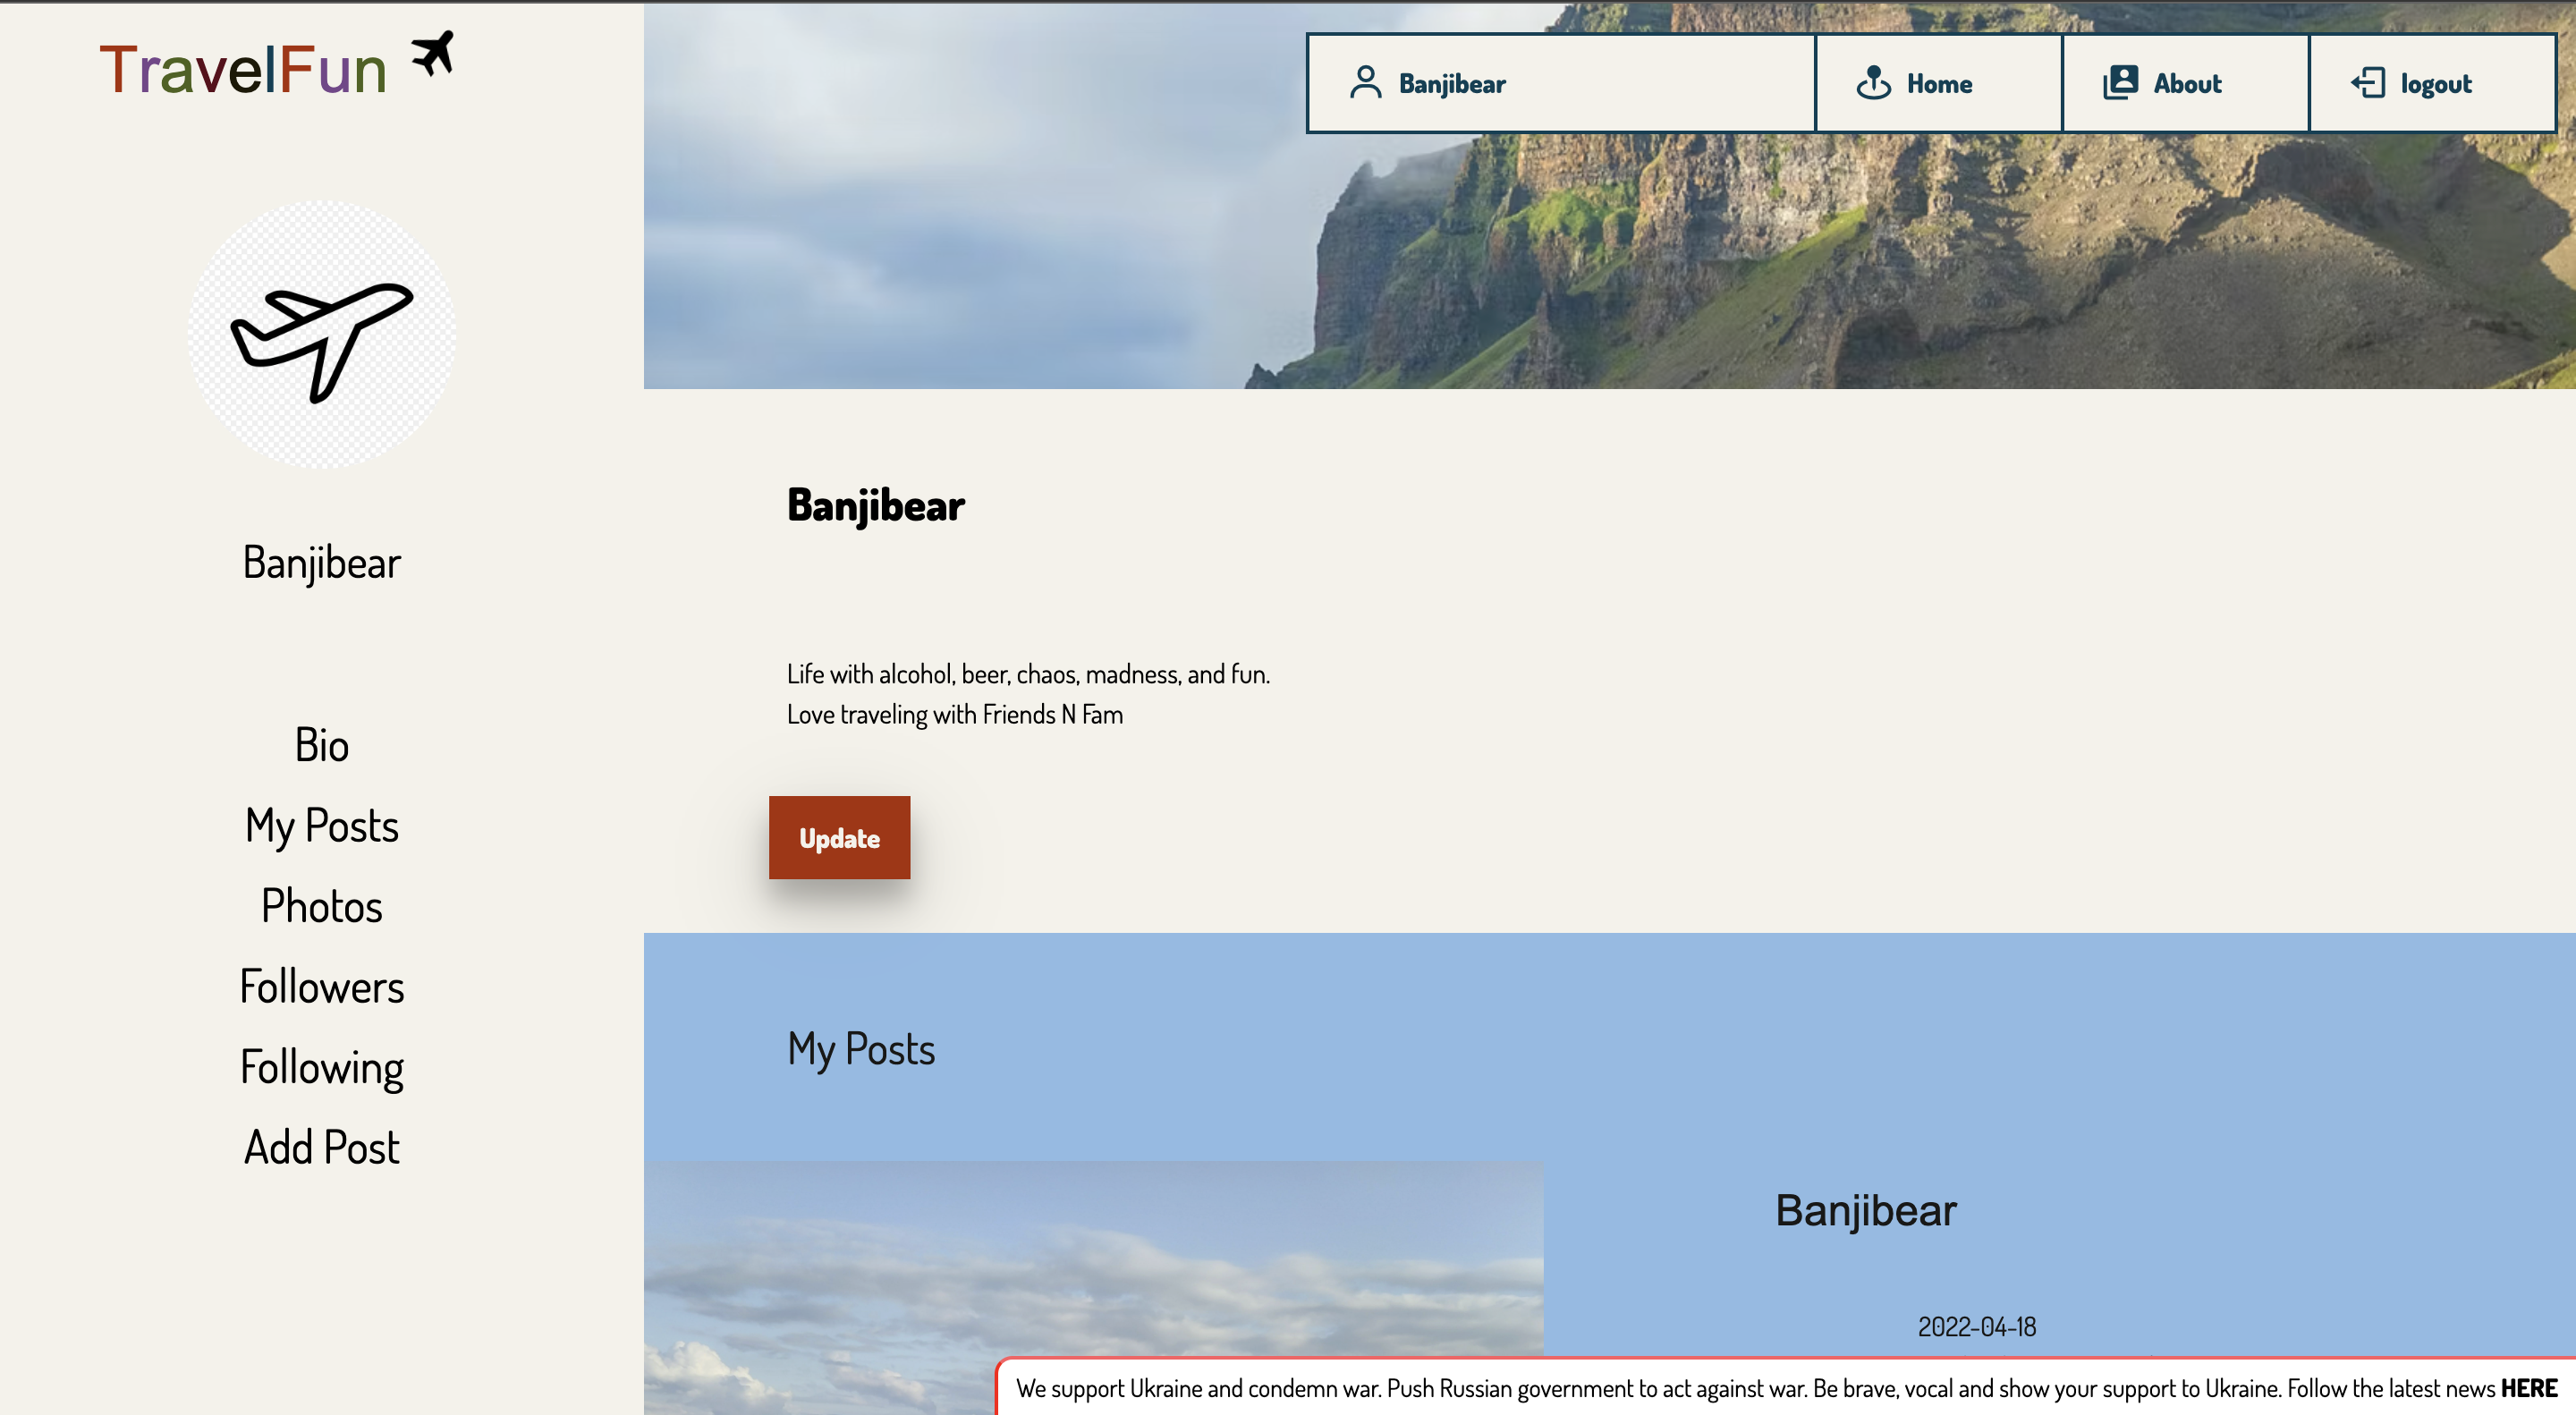 TravelFun
Banjibear
Home
About
logout
Banjibear
Bio
My Posts
Photos
Followers
Following
Add Post
Banjibear
Life with alcohol, beer, chaos, madness, and fun.
Love traveling with Friends N Fam
Update
My Posts
Banjibear
2022-04-18
We support Ukraine and condemn war. Push Russian government to act against war. Be brave, vocal and show your support to Ukraine. Follow the latest news HERE